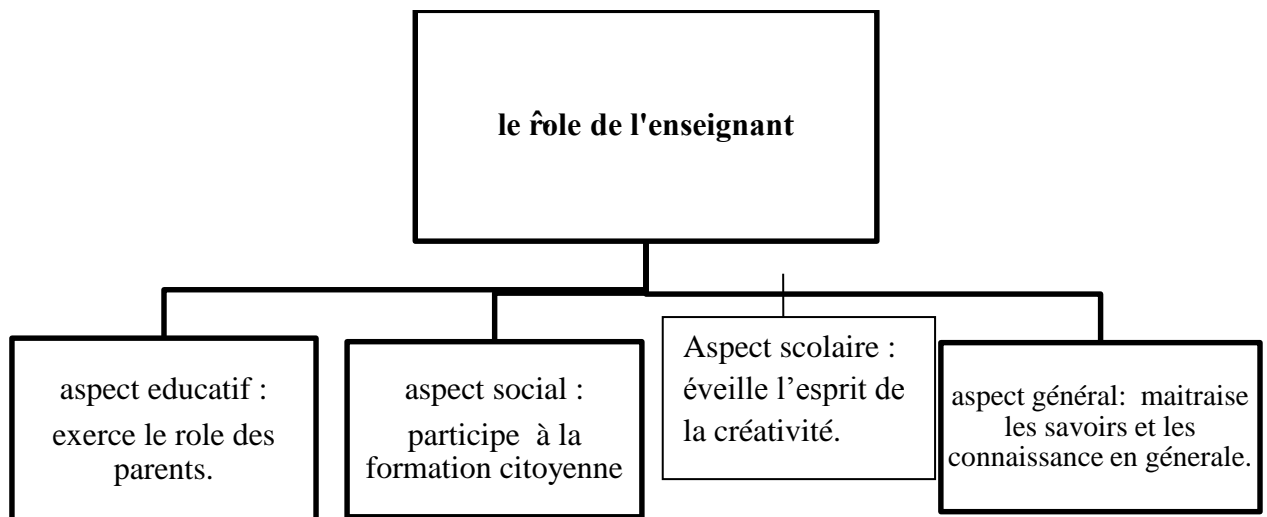 le rôle de l'enseignant
aspect educatif :
exerce le role des
parents.
aspect social :
participe à la
formation citoyenne
Aspect scolaire :
éveille l’esprit de
la créativité.
aspect général: maitraise
les savoirs et les
connaissance en génerale.